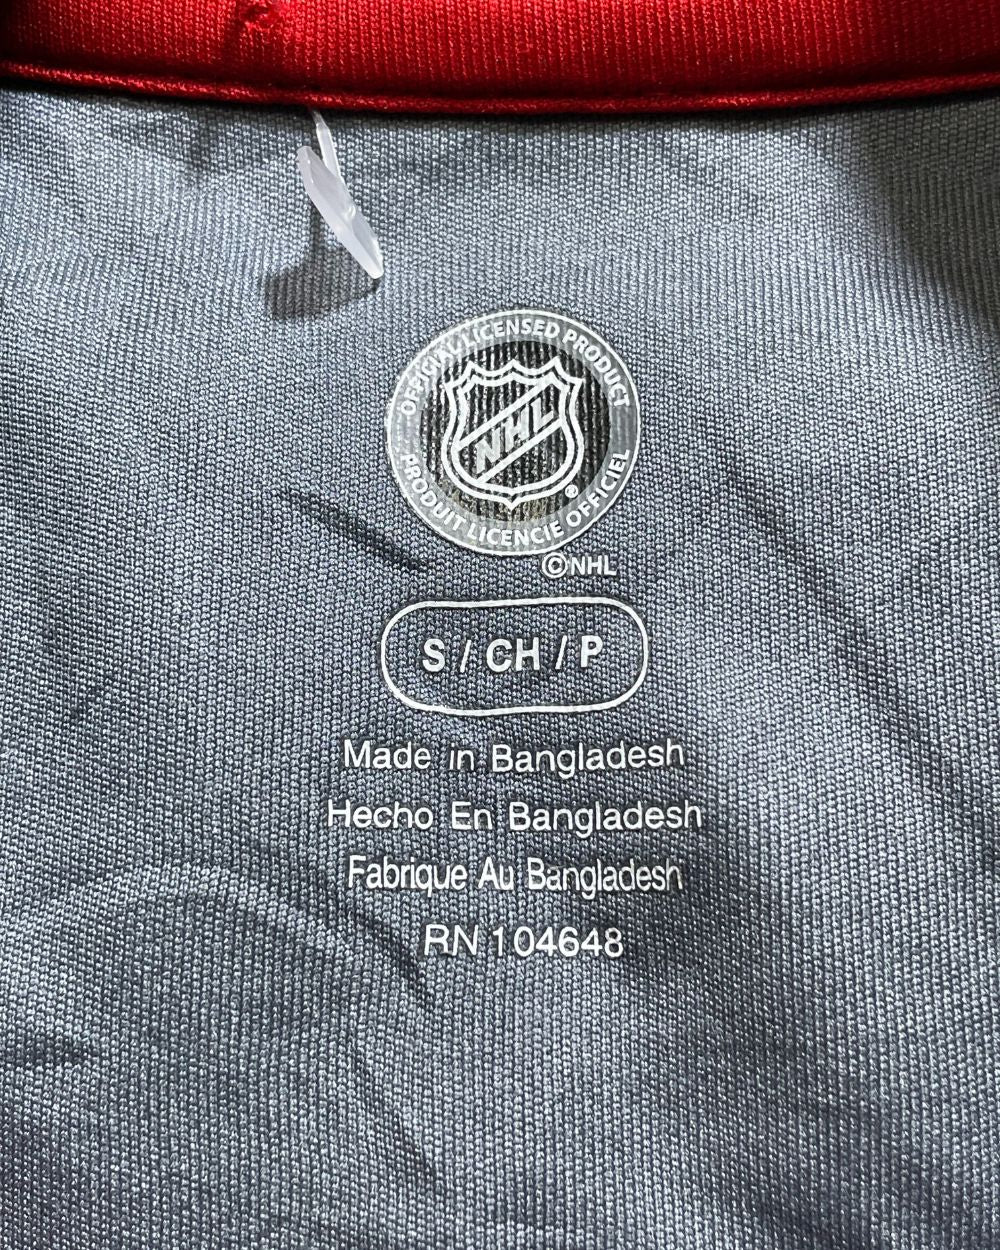 OFFICIAL LICENSED PRODUCT
NHL
®
PRODUIT LICENCIE OFFICIEL
©NHL
S / CH / P
Made in Bangladesh
Hecho En Bangladesh
Fabrique Au Bangladesh
RN 104648